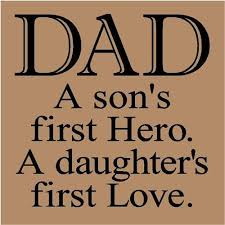 DAD
A son's
first Hero.
A daughter's
first Love.